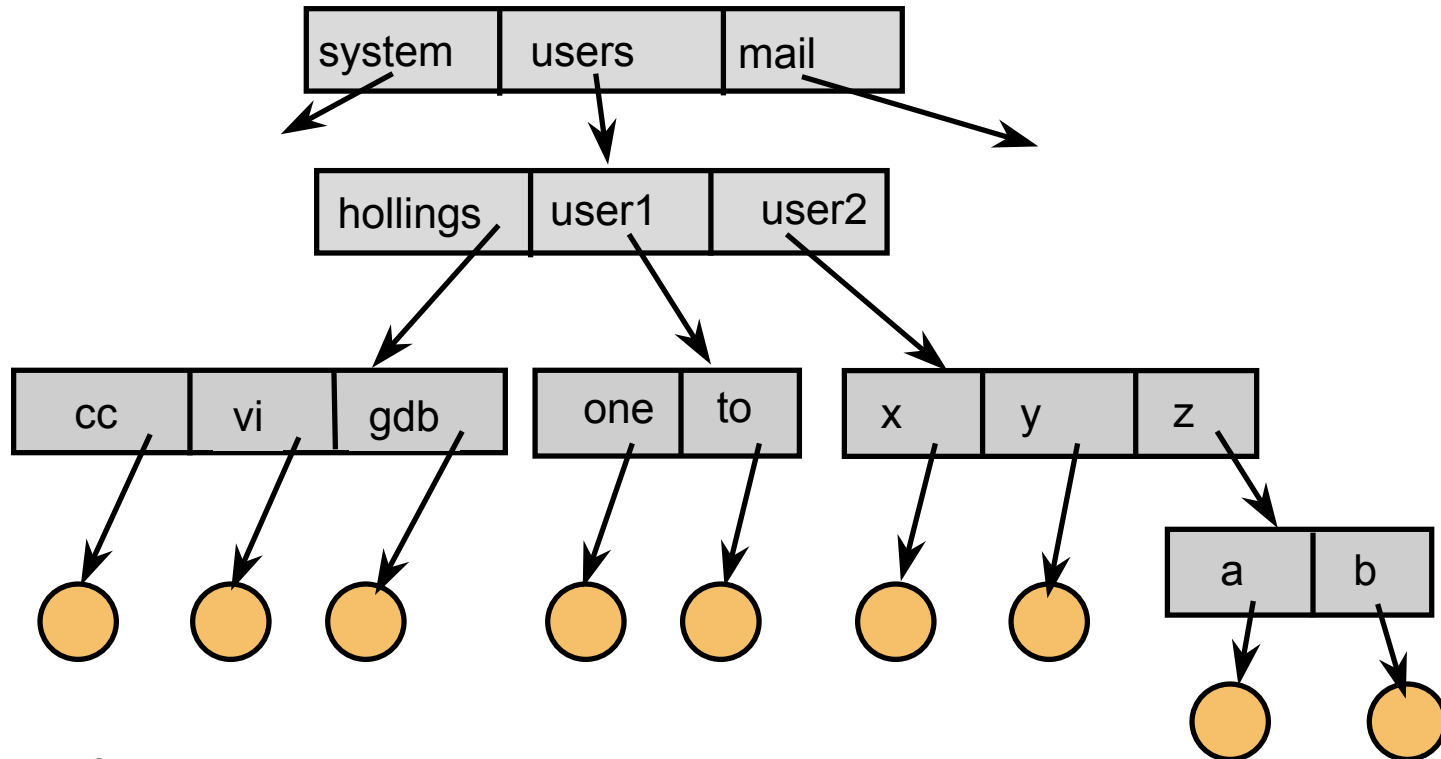 system users mail
hollings user1 user2
cc vi gdb one to x y z
a b